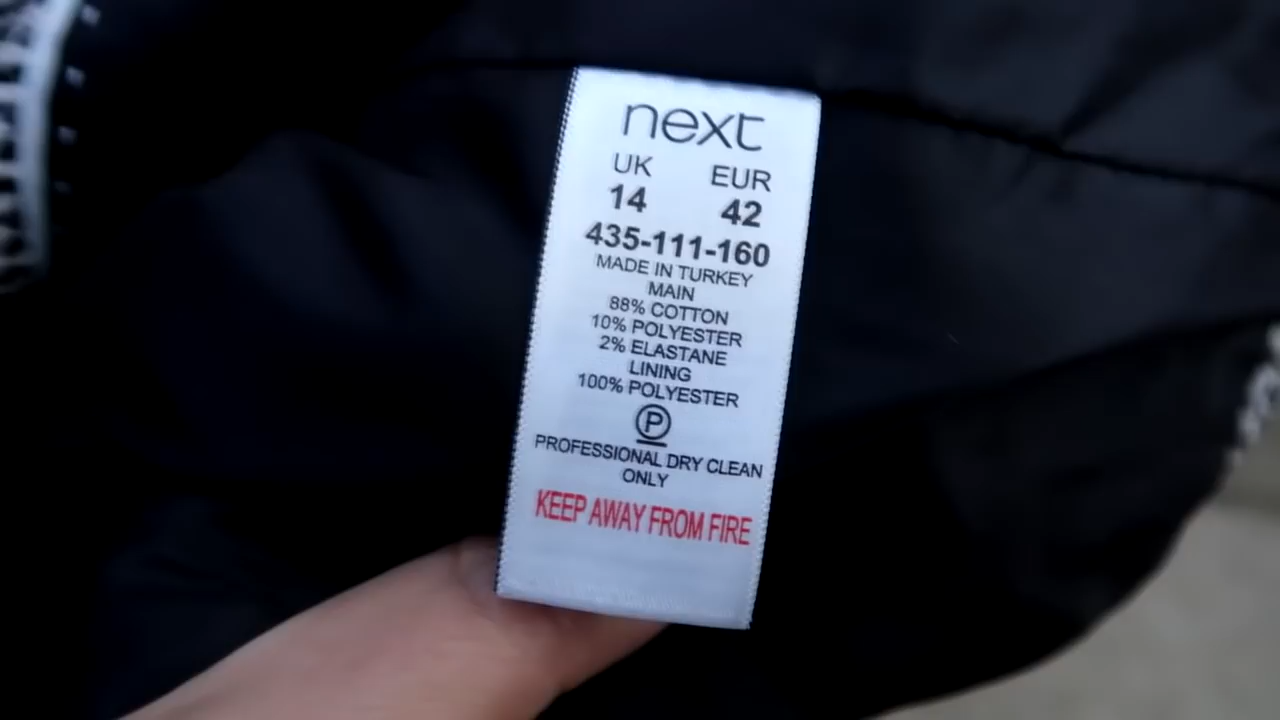 next
UK EUR
14 42
435-111-160
MADE IN TURKEY
MAIN
88% COTTON
10% POLYESTER
2% ELASTANE
LINING
100% POLYESTER
P
PROFESSIONAL DRY CLEAN
ONLY
KEEP AWAY FROM FIRE